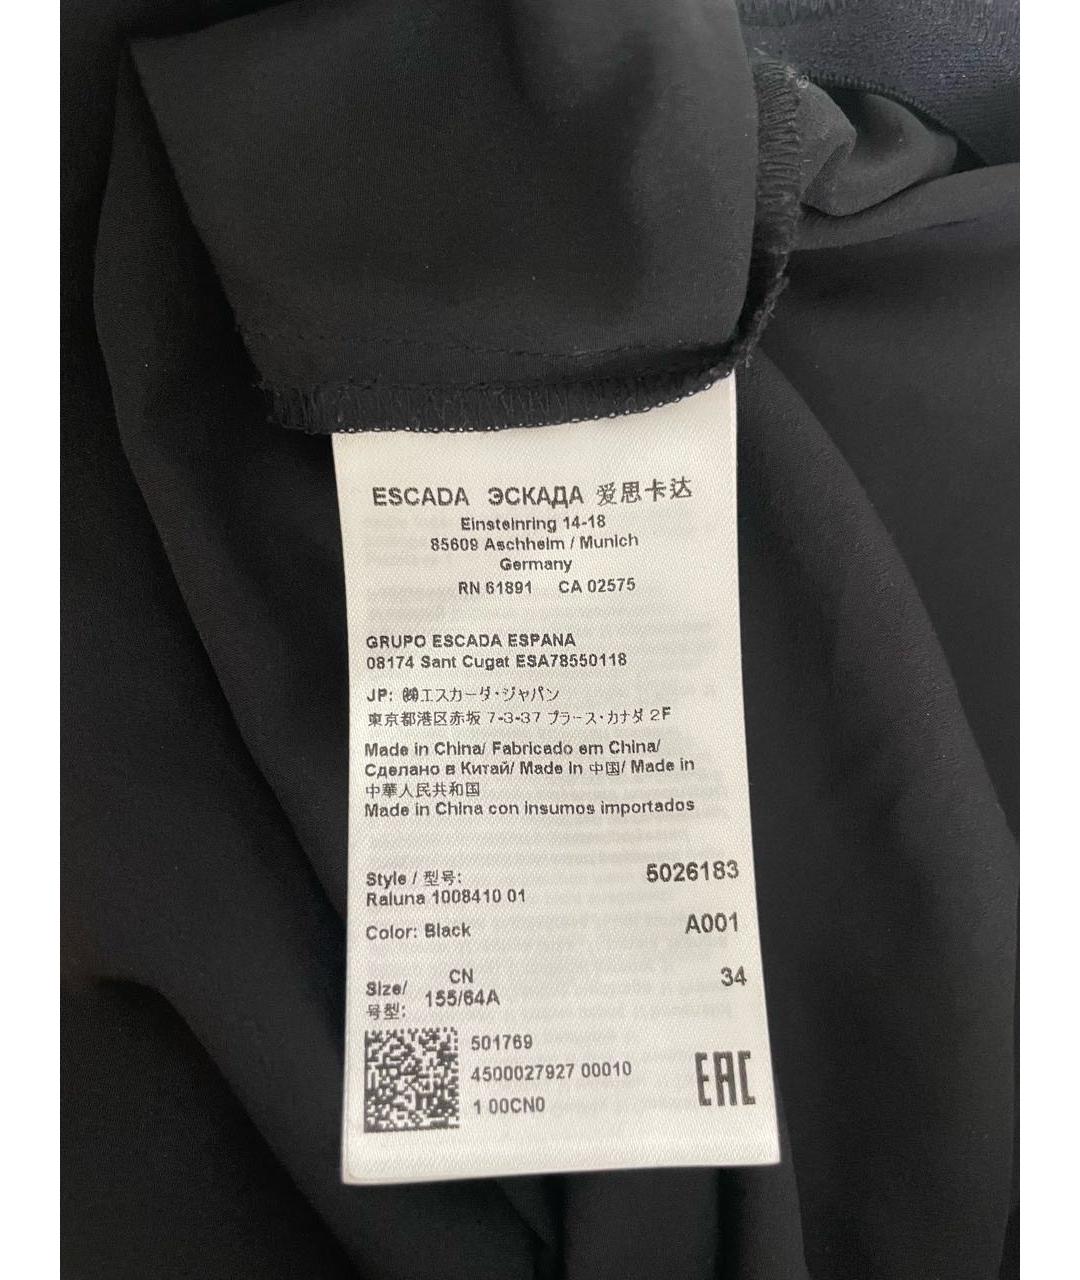 ESCADA ЭСКАДА 爱思卡达
Einsteinring 14-18
85609 Aschheim / Munich
Germany
RN 61891 CA 02575
GRUPO ESCADA ESPANA
08174 Sant Cugat ESA78550118
JP: ㈱エスカーダ・ジャパン
東京都港区赤坂 7-3-37 プラース・カナダ 2F
Made in China/ Fabricado em China/
Сделано в Китай/ Made in 中国/ Made in
中華人民共和国
Made in China con insumos importados
Style / 型号: 5026183
Raluna 1008410 01
Color: Black A001
Size/ CN 34
号型: 155/64A
501769
4500027927 00010
1 00CN0
EAC